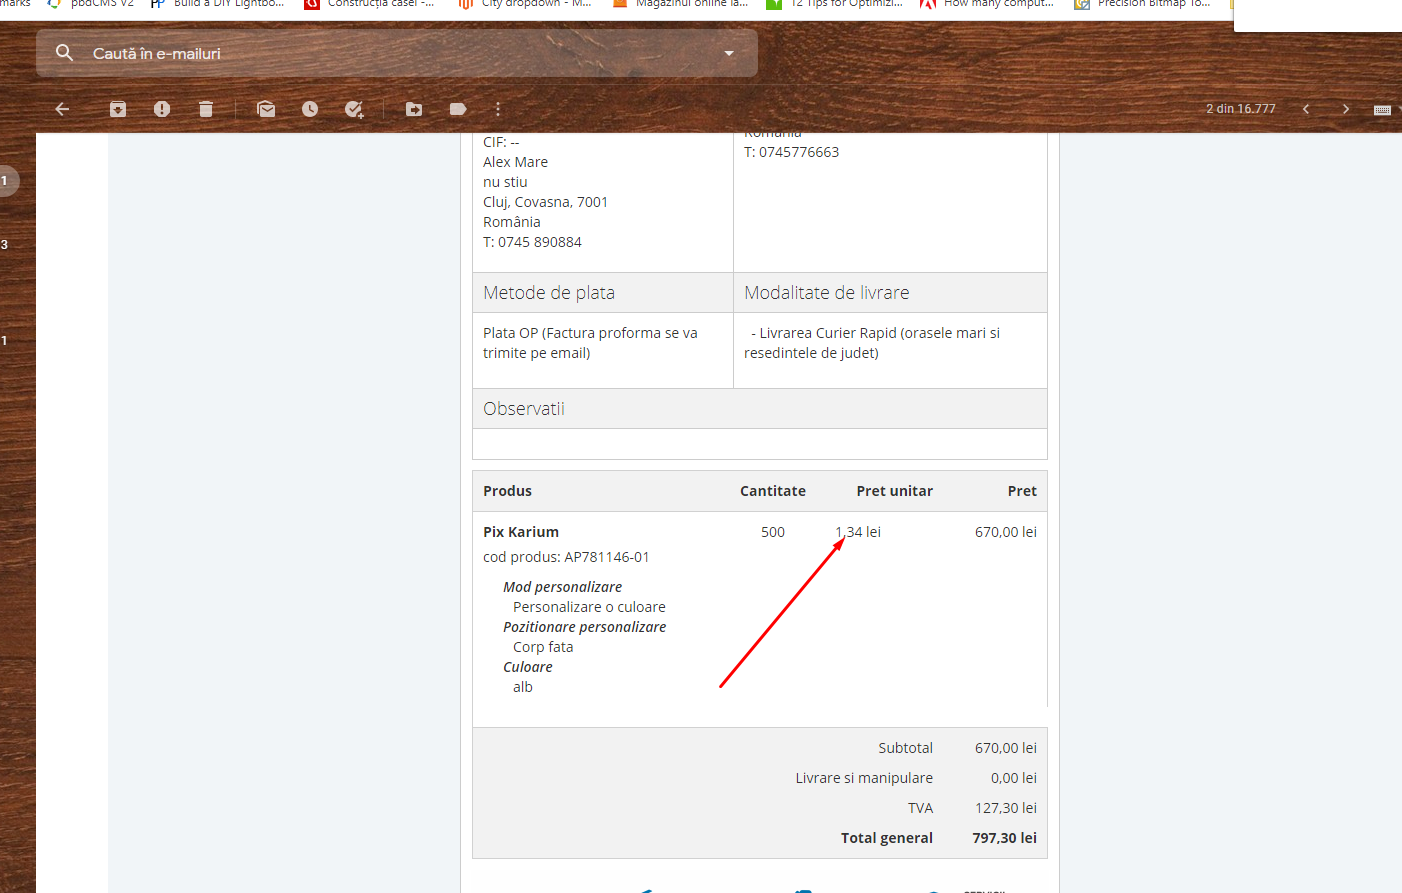 marks pbdCMS V2 Build a DIY Lightbo... Construcția casei -... City dropdown - M... Magazinul online la... 12 Tips for Optimizi... How many comput... Precision Bitmap To...
Caută în e-mailuri
2 din 16.777
1
3
1
CIF: --
Alex Mare
nu stiu
Cluj, Covasna, 7001
România
T: 0745 890884
România
T: 0745776663
Metode de plata
Modalitate de livrare
Plata OP (Factura proforma se va
trimite pe email)
- Livrarea Curier Rapid (orasele mari si
resedintele de judet)
Observatii
Produs Cantitate Pret unitar Pret
Pix Karium 500 1,34 lei 670,00 lei
cod produs: AP781146-01
Mod personalizare
Personalizare o culoare
Pozitionare personalizare
Corp fata
Culoare
alb
Subtotal 670,00 lei
Livrare si manipulare 0,00 lei
TVA 127,30 lei
Total general 797,30 lei